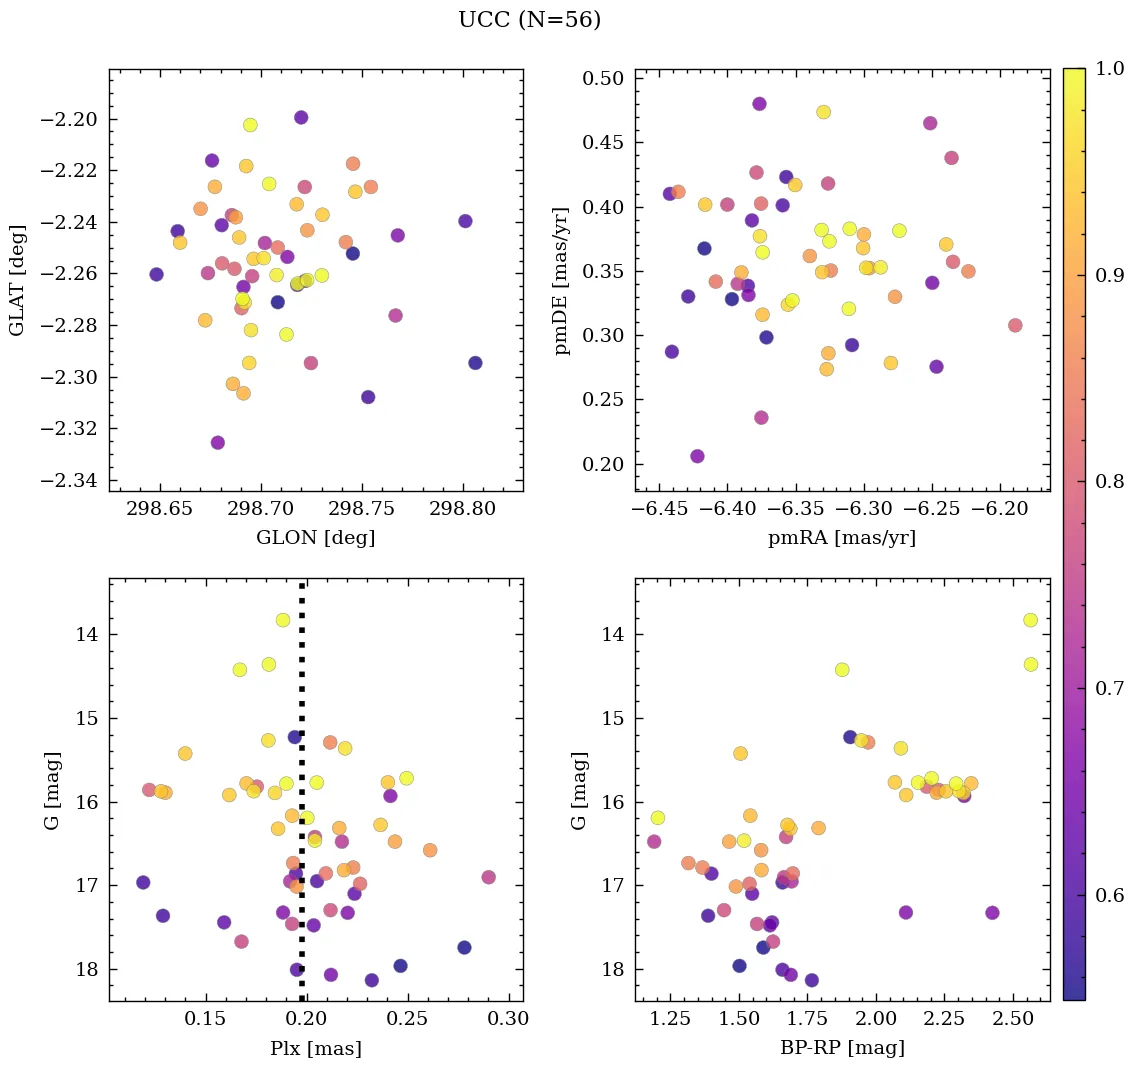 UCC (N=56)
−2.20
−2.22
−2.24
−2.26
−2.28
−2.30
−2.32
−2.34
GLAT [deg]
298.65 298.70 298.75 298.80
GLON [deg]
0.50
0.45
0.40
0.35
0.30
0.25
0.20
pmDE [mas/yr]
−6.45 −6.40 −6.35 −6.30 −6.25 −6.20
pmRA [mas/yr]
14
15
16
17
18
G [mag]
0.15 0.20 0.25 0.30
Plx [mas]
14
15
16
17
18
G [mag]
1.25 1.50 1.75 2.00 2.25 2.50
BP-RP [mag]
1.0
0.9
0.8
0.7
0.6